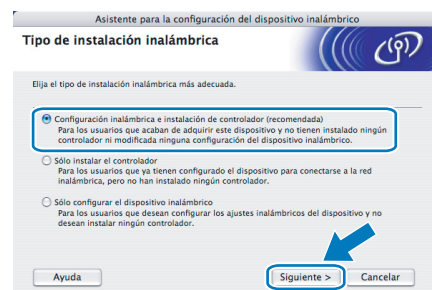 Asistente para la configuración del dispositivo inalámbrico
Tipo de instalación inalámbrica
Elija el tipo de instalación inalámbrica más adecuada.
Configuración inalámbrica e instalación de controlador (recomendada)
Para los usuarios que acaban de adquirir este dispositivo y no tienen instalado ningún
controlador ni modificada ninguna configuración del dispositivo inalámbrico.
Sólo instalar el controlador
Para los usuarios que ya tienen configurado el dispositivo para conectarse a la red
inalámbrica, pero no han instalado ningún controlador.
Sólo configurar el dispositivo inalámbrico
Para los usuarios que desean configurar los ajustes inalámbricos del dispositivo y no
desean instalar ningún controlador.
Ayuda
Siguiente >
Cancelar